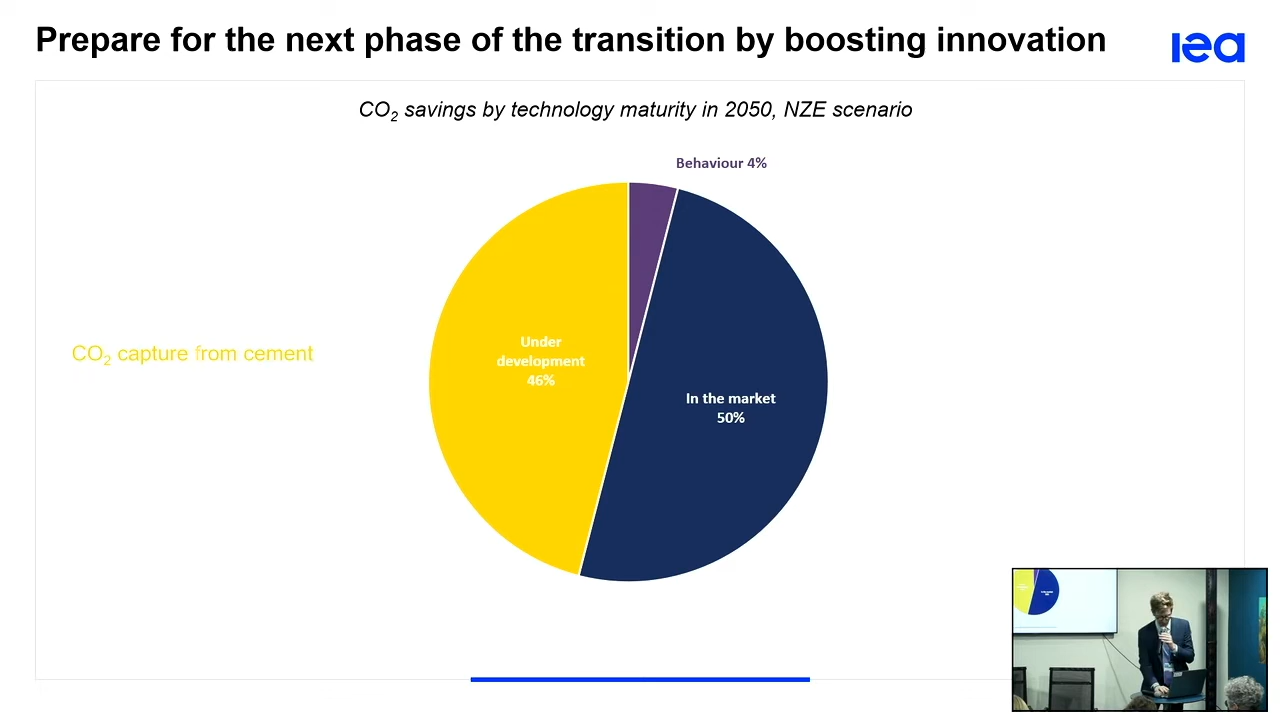 Prepare for the next phase of the transition by boosting innovation
iea
CO₂ savings by technology maturity in 2050, NZE scenario
Behaviour 4%
Under
development
46%
In the market
50%
CO₂ capture from cement